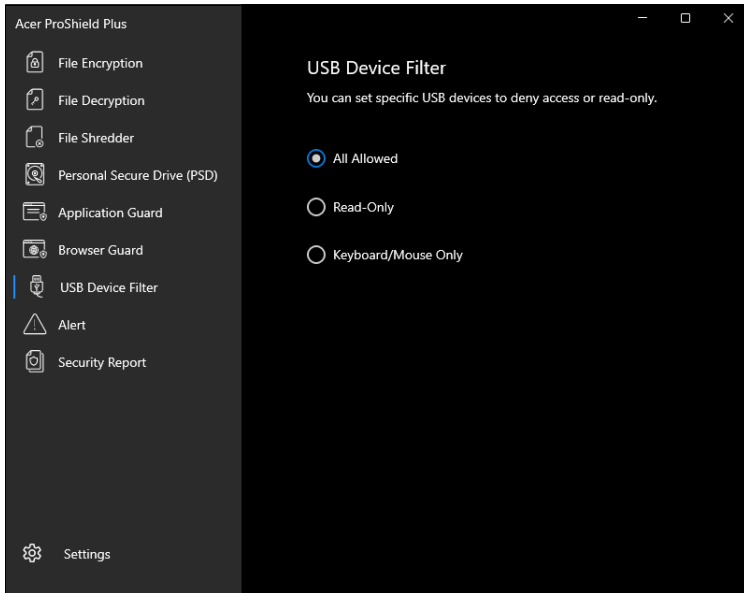 Acer ProShield Plus
File Encryption
File Decryption
File Shredder
Personal Secure Drive (PSD)
Application Guard
Browser Guard
USB Device Filter
Alert
Security Report
Settings
USB Device Filter
You can set specific USB devices to deny access or read-only.
All Allowed
Read-Only
Keyboard/Mouse Only